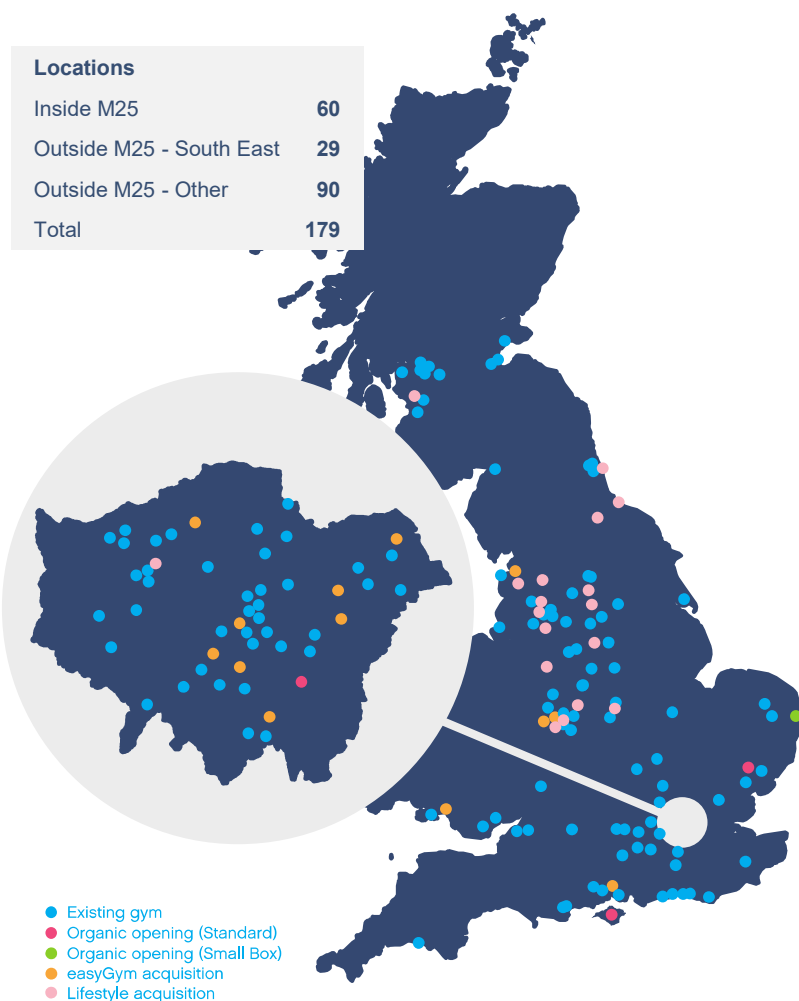 Locations
Inside M25 60
Outside M25 - South East 29
Outside M25 - Other 90
Total 179
Existing gym
Organic opening (Standard)
Organic opening (Small Box)
easyGym acquisition
Lifestyle acquisition